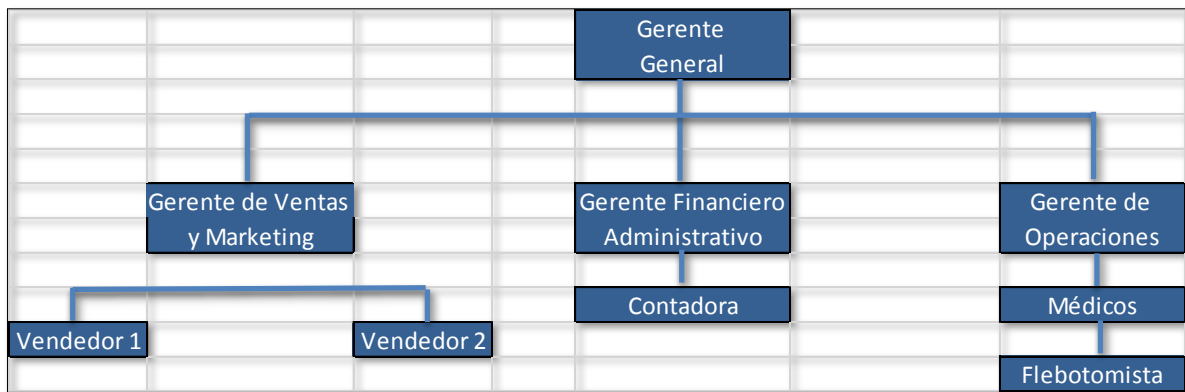 Gerente
General
Gerente de Ventas
y Marketing
Gerente Financiero
Administrativo
Gerente de
Operaciones
Contadora
Médicos
Vendedor 1
Vendedor 2
Flebotomista